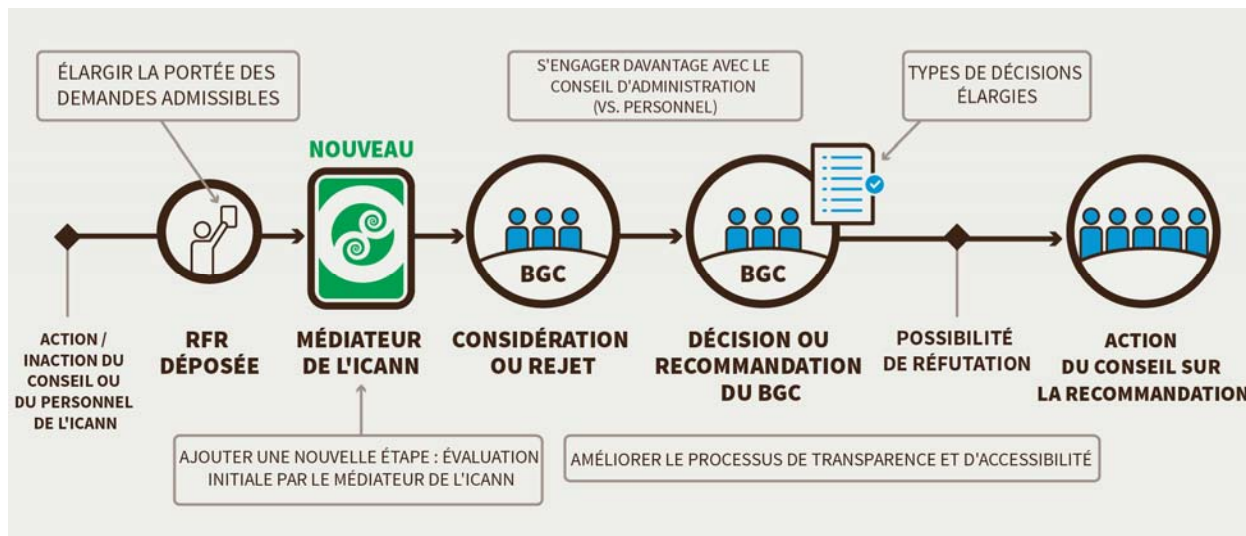 ÉLARGIR LA PORTÉE DES
DEMANDES ADMISSIBLES
S'ENGAGER DAVANTAGE AVEC LE
CONSEIL D'ADMINISTRATION
(VS. PERSONNEL)
TYPES DE DÉCISIONS
ÉLARGIES
NOUVEAU
BGC
BGC
ACTION /
INACTION DU
CONSEIL OU
DU PERSONNEL
DE L'ICANN
RFR
DÉPOSÉE
MÉDIATEUR
DE L'ICANN
CONSIDÉRATION
OU REJET
DÉCISION OU
RECOMMANDATION
DU BGC
POSSIBILITÉ
DE RÉFUTATION
ACTION
DU CONSEIL SUR
LA RECOMMANDATION
AJOUTER UNE NOUVELLE ÉTAPE : ÉVALUATION
INITIALE PAR LE MÉDIATEUR DE L'ICANN
AMÉLIORER LE PROCESSUS DE TRANSPARENCE ET D'ACCESSIBILITÉ